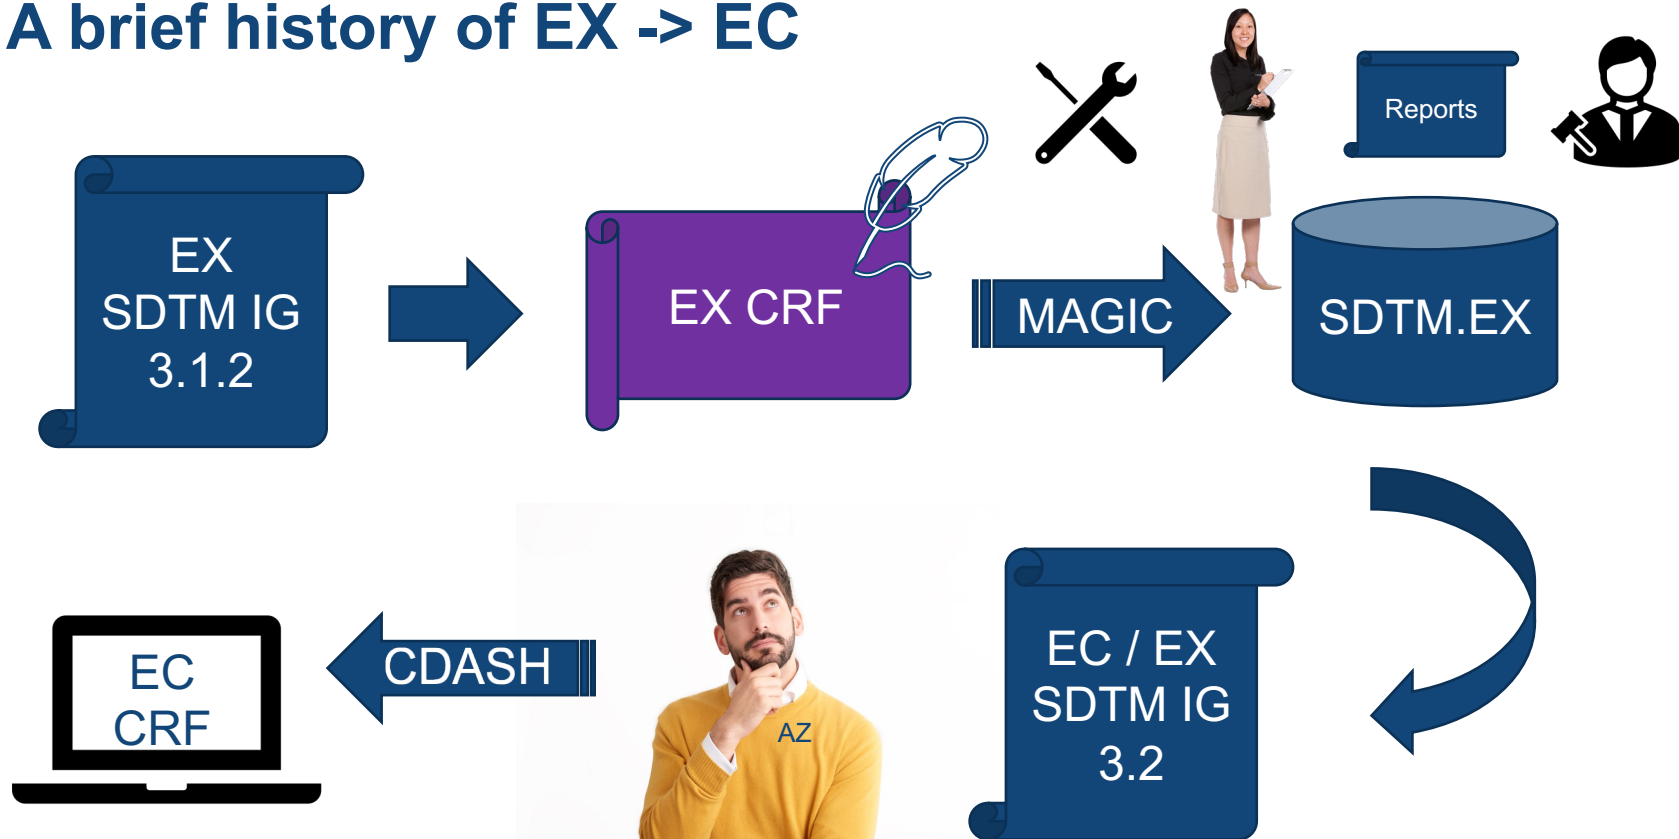 A brief history of EX -> EC
Reports
EX
SDTM IG
3.1.2
EX CRF
MAGIC
SDTM.EX
EC
CRF
CDASH
AZ
EC / EX
SDTM IG
3.2